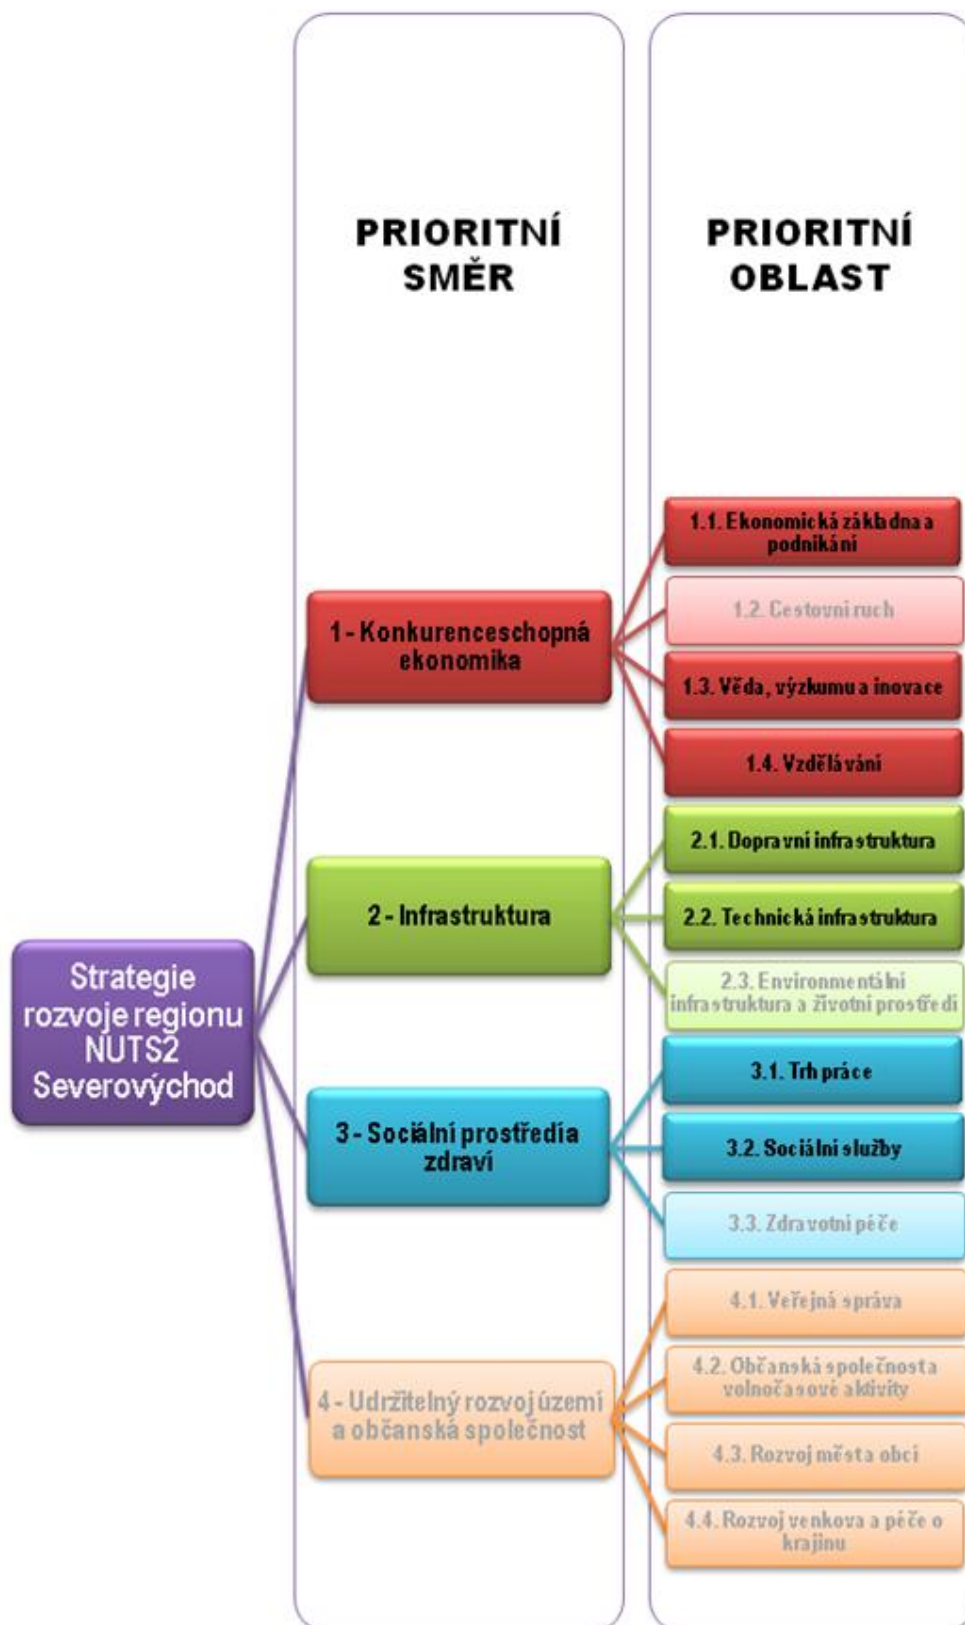 PRIORITNÍ
SMĚR
PRIORITNÍ
OBLAST
Strategie
rozvoje regionu
NUTS2
Severovýchod
1 - Konkurenceschopná
ekonomika
1.1. Ekonomická základna a
podnikání
1.2. Cestovní ruch
1.3. Věda, výzkumu a inovace
1.4. Vzdělávání
2 - Infrastruktura
2.1. Dopravní infrastruktura
2.2. Technická infrastruktura
2.3. Environmentální
infrastruktura a životní prostředí
3 - Sociální prostředí a
zdraví
3.1. Trh práce
3.2. Sociální služby
3.3. Zdravotní péče
4 - Udržitelný rozvoj území
a občanská společnost
4.1. Veřejná správa
4.2. Občanská společnost a
volnočasové aktivity
4.3. Rozvoj měst a obcí
4.4. Rozvoj venkova a péče o
krajinu